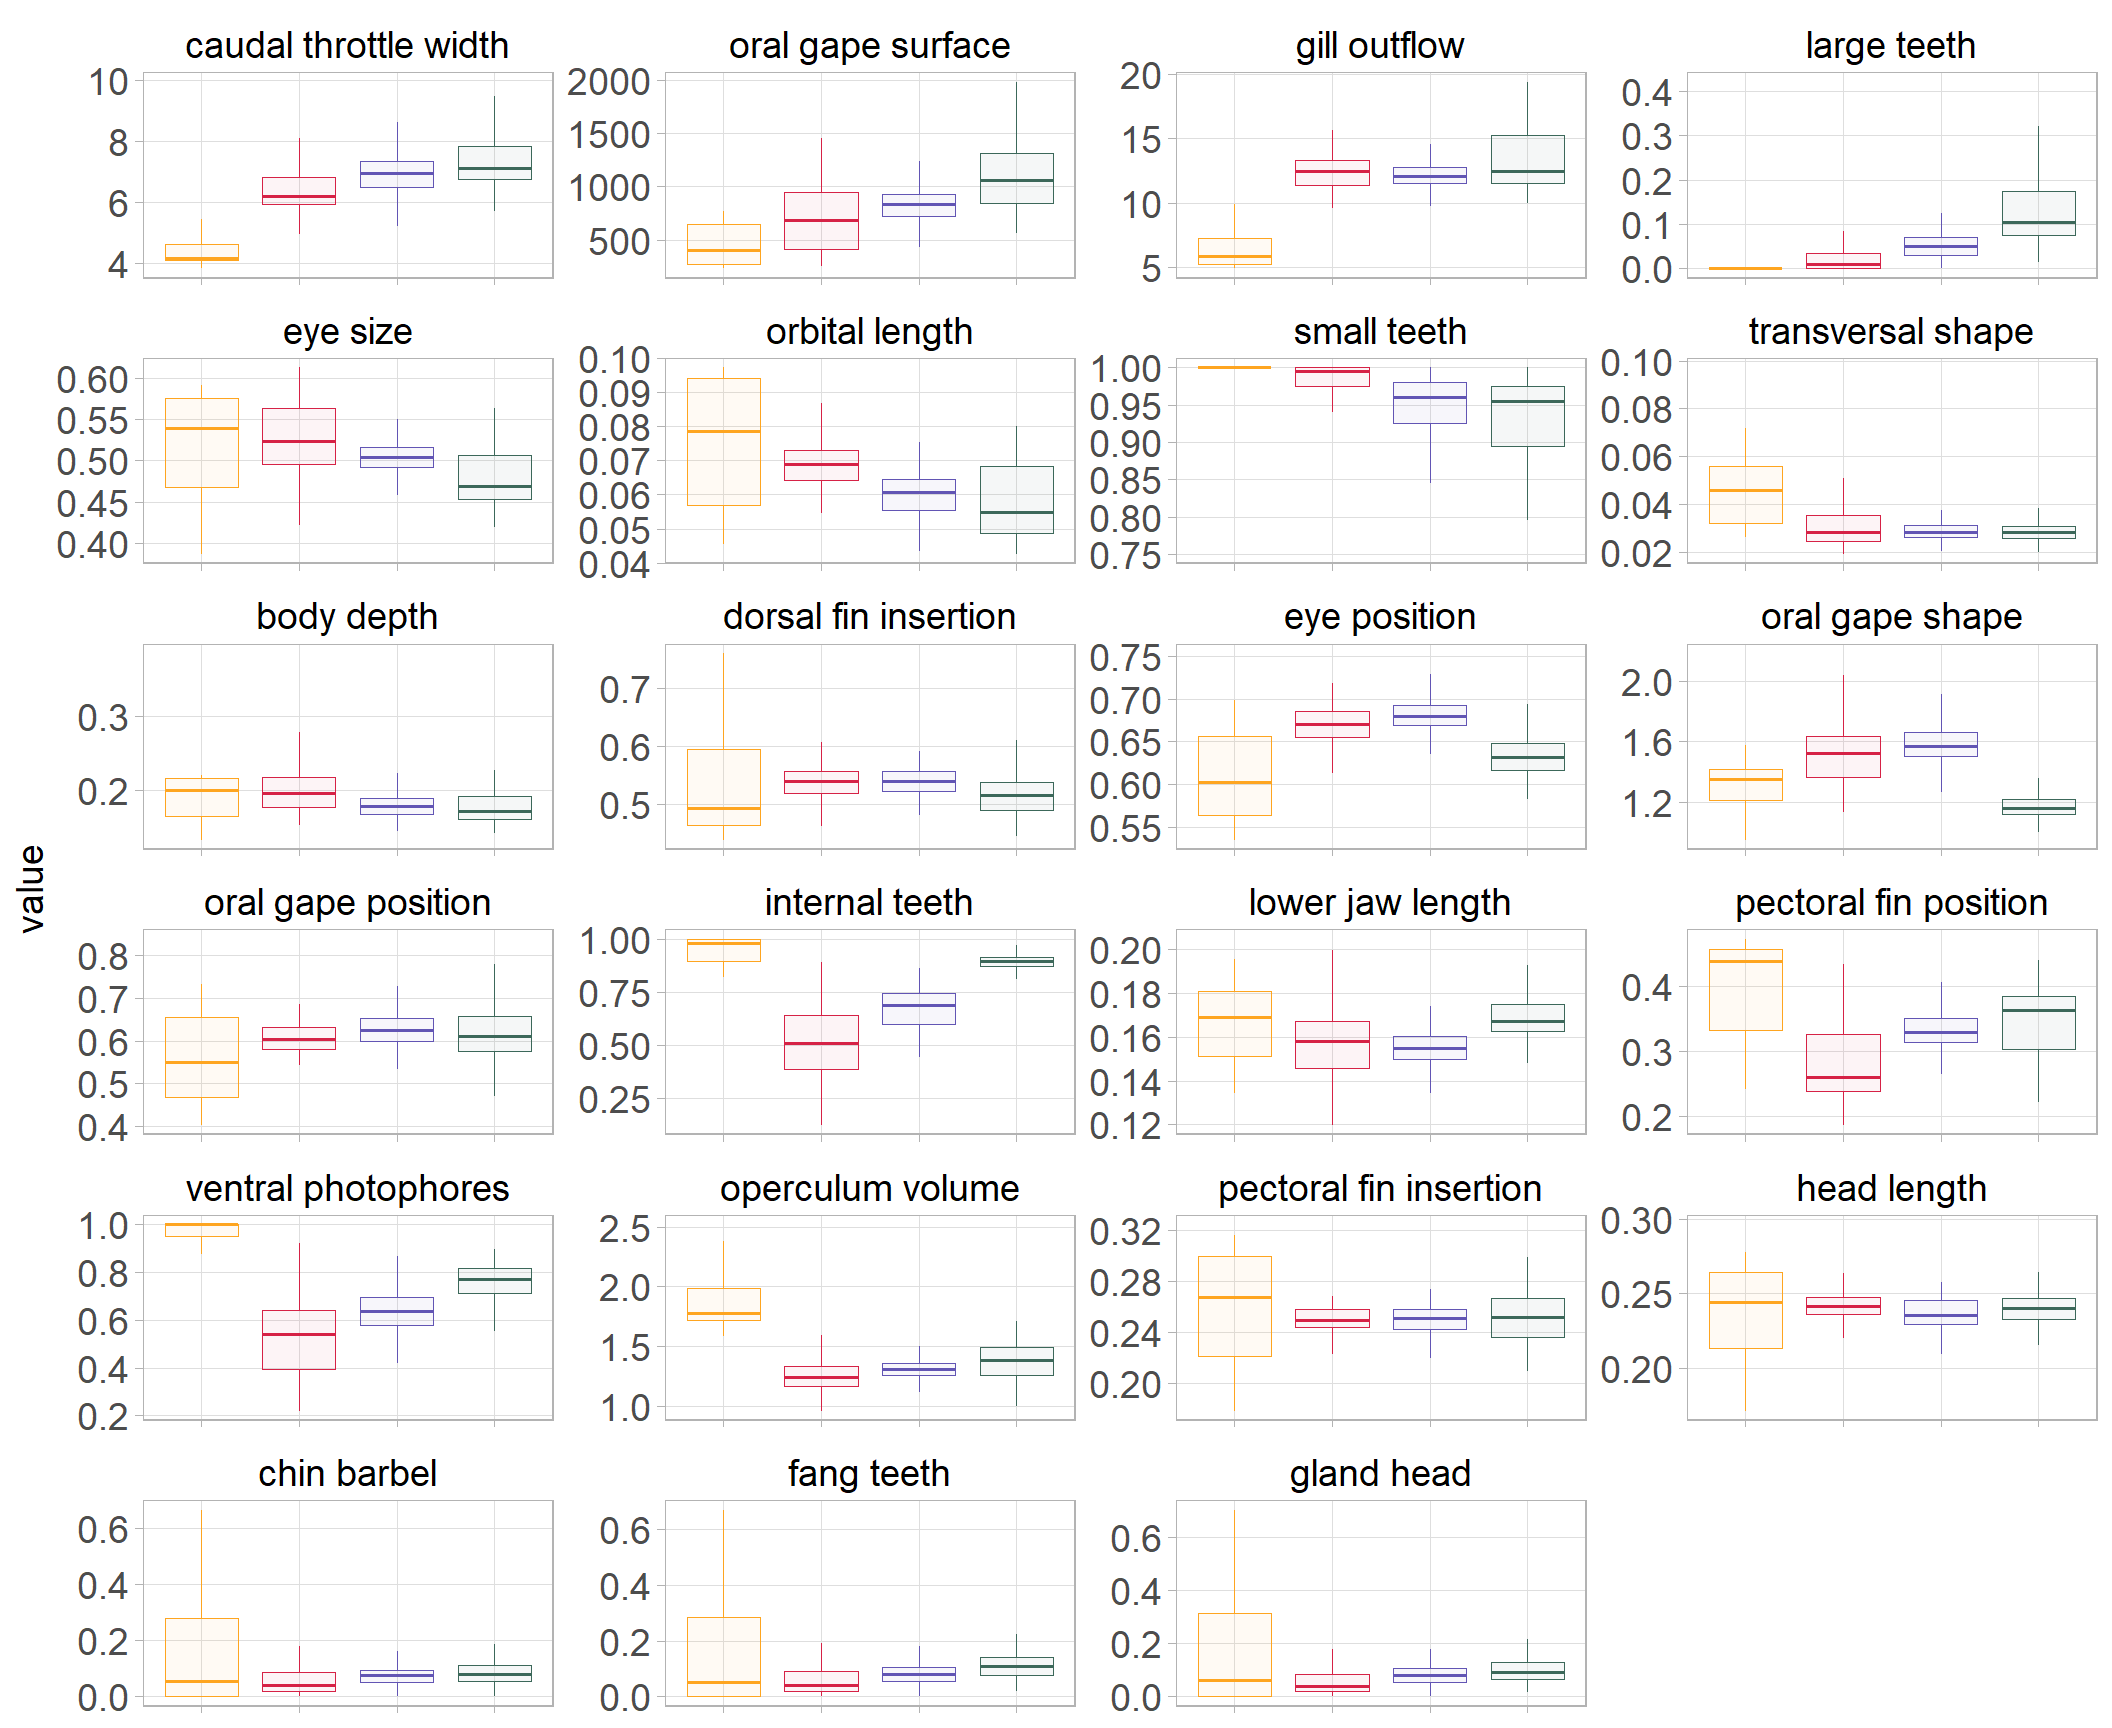 caudal throttle width oral gape surface gill outflow large teeth
10 8 6 4
2000 1500 1000 500
20 15 10 5
0.4 0.3 0.2 0.1 0.0
eye size orbital length small teeth transversal shape
0.60 0.55 0.50 0.45 0.40
0.10 0.09 0.08 0.07 0.06 0.05 0.04
1.00 0.95 0.90 0.85 0.80 0.75
0.10 0.08 0.06 0.04 0.02
body depth dorsal fin insertion eye position oral gape shape
0.3 0.2
0.7 0.6 0.5
0.75 0.70 0.65 0.60 0.55
2.0 1.6 1.2
value
oral gape position internal teeth lower jaw length pectoral fin position
0.8 0.7 0.6 0.5 0.4
1.00 0.75 0.50 0.25
0.20 0.18 0.16 0.14 0.12
0.4 0.3 0.2
ventral photophores operculum volume pectoral fin insertion head length
1.0 0.8 0.6 0.4 0.2
2.5 2.0 1.5 1.0
0.32 0.28 0.24 0.20
0.30 0.25 0.20
chin barbel fang teeth gland head
0.6 0.4 0.2 0.0
0.6 0.4 0.2 0.0
0.6 0.4 0.2 0.0